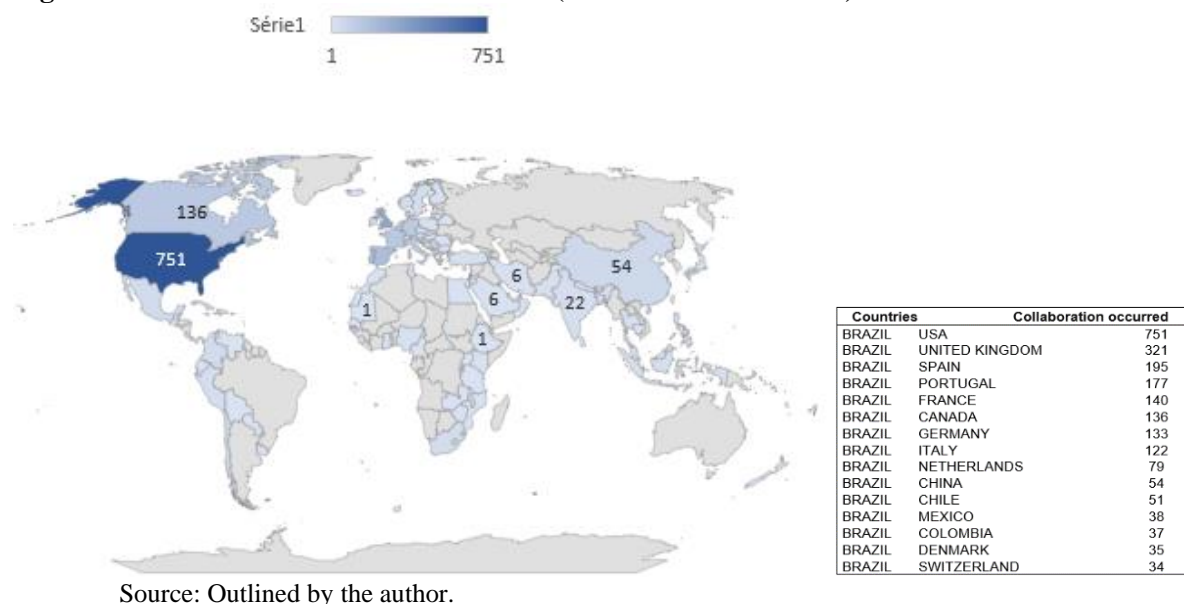 Série1
1 751
136
751
54
6
6
22
1
1
Countries Collaboration occurred
BRAZIL USA 751
BRAZIL UNITED KINGDOM 321
BRAZIL SPAIN 195
BRAZIL PORTUGAL 177
BRAZIL FRANCE 140
BRAZIL CANADA 136
BRAZIL GERMANY 133
BRAZIL ITALY 122
BRAZIL NETHERLANDS 79
BRAZIL CHINA 54
BRAZIL CHILE 51
BRAZIL MEXICO 38
BRAZIL COLOMBIA 37
BRAZIL DENMARK 35
BRAZIL SWITZERLAND 34
Source: Outlined by the author.